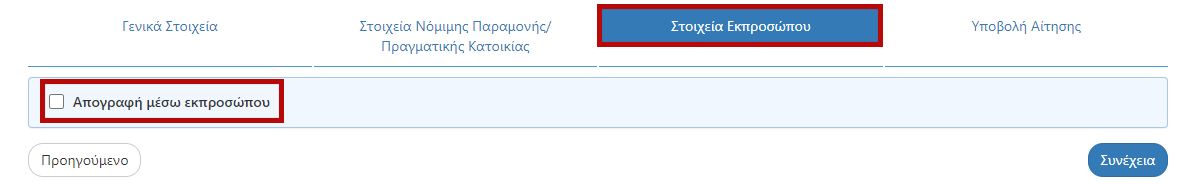 Γενικά Στοιχεία
Στοιχεία Νόμιμης Παραμονής/
Πραγματικής Κατοικίας
Στοιχεία Εκπροσώπου
Υποβολή Αίτησης
Απογραφή μέσω εκπροσώπου
Προηγούμενο
Συνέχεια